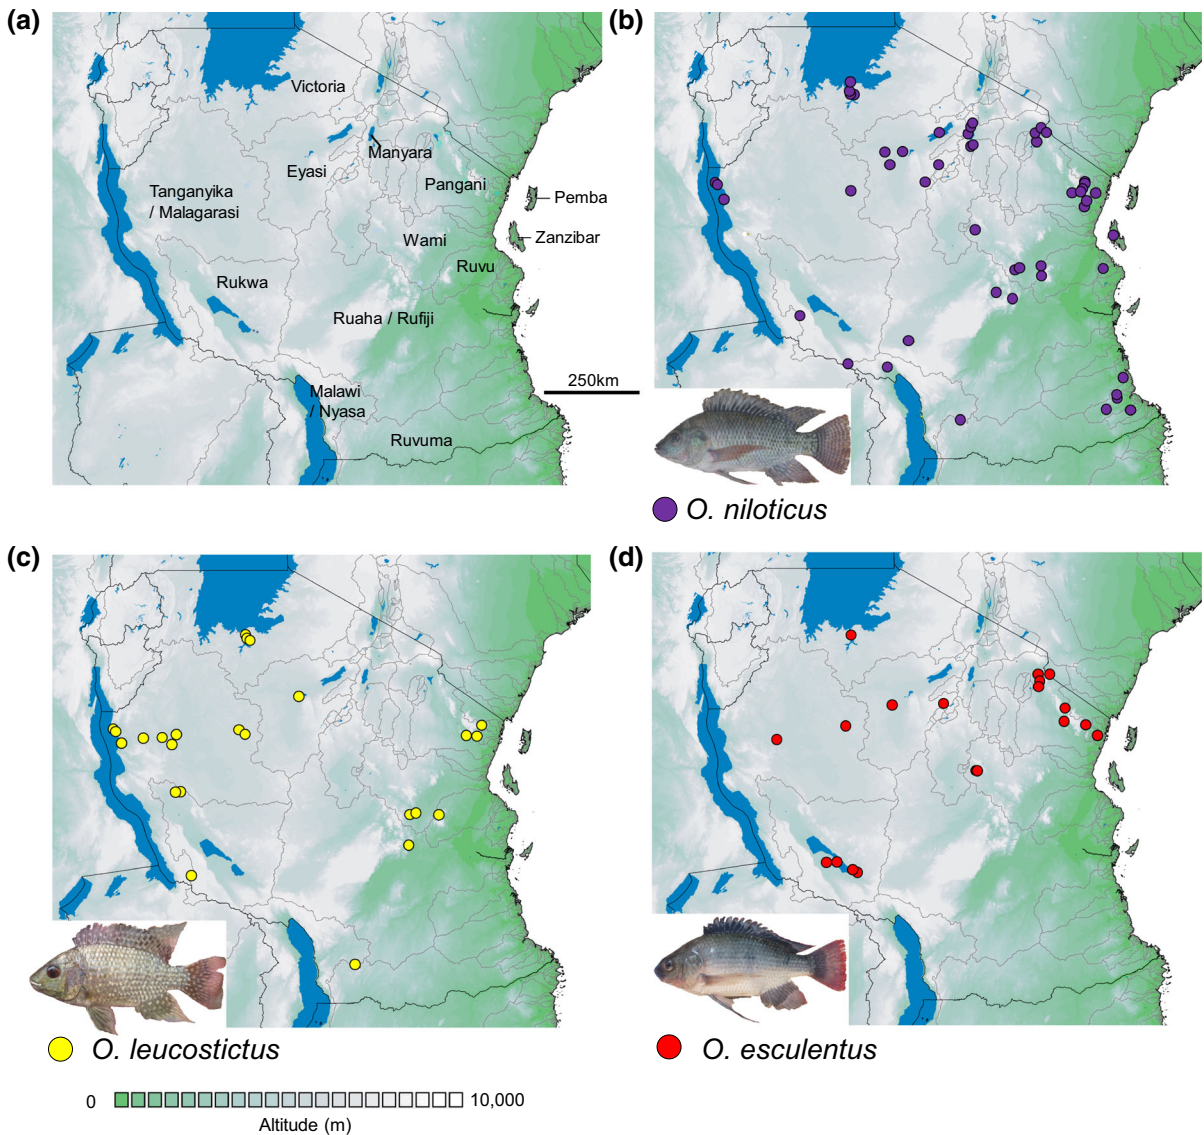 (a)
Victoria
Manyara
Eyasi
Pangani
Tanganyika
/ Malagarasi
Pemba
Wami
Zanzibar
Ruvu
Rukwa
Ruaha / Rufiji
250km
Malawi
/ Nyasa
Ruvuma
(b)
O. niloticus
(c)
O. leucostictus
(d)
O. esculentus
0
10,000
Altitude (m)